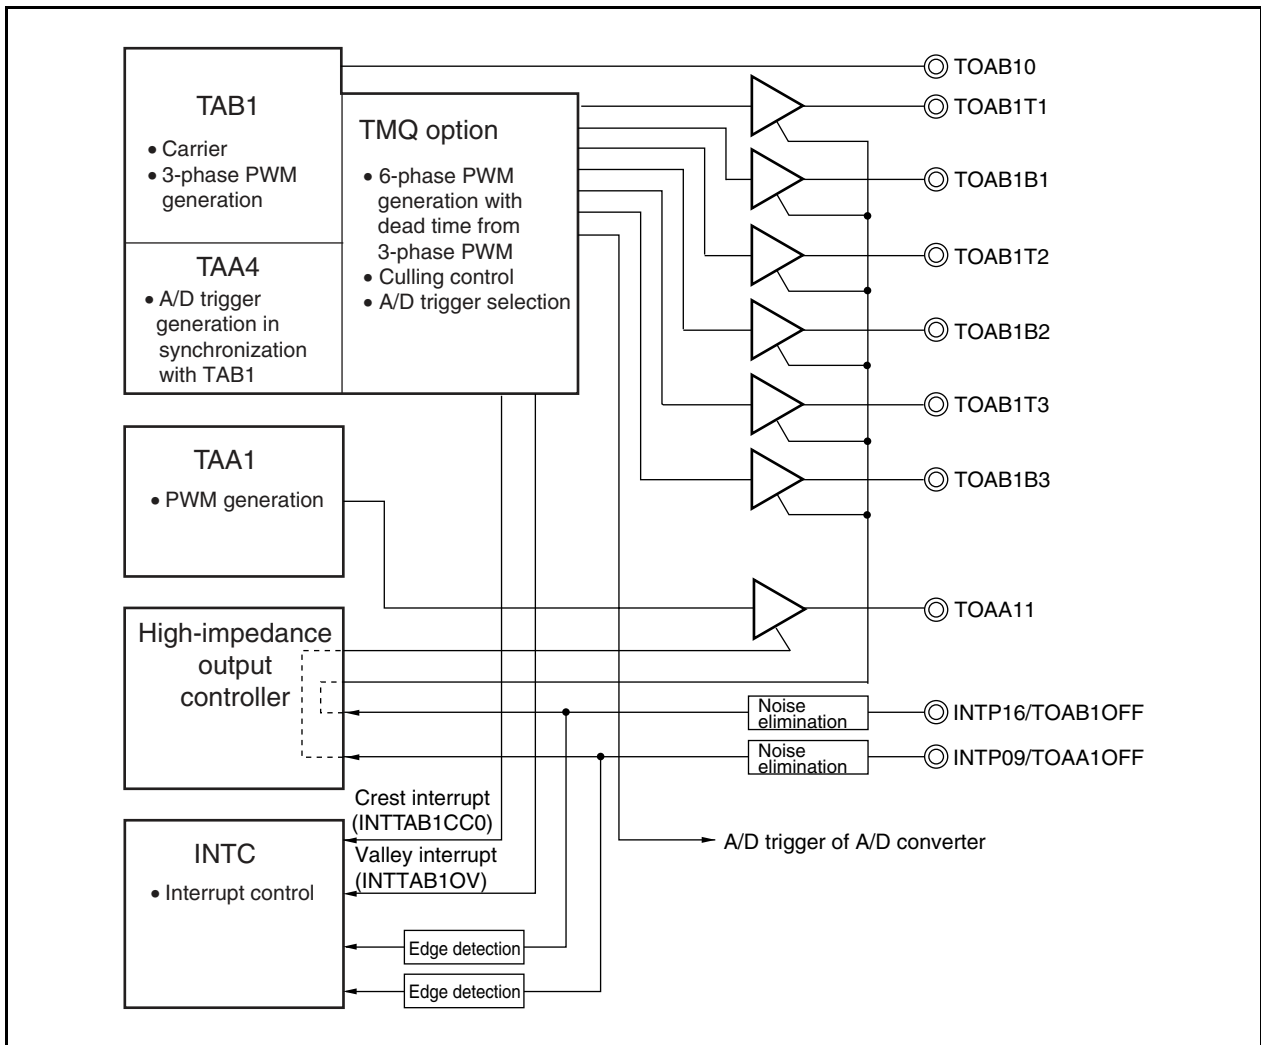 TAB1
• Carrier
• 3-phase PWM
generation
TAA4
• A/D trigger
generation in
synchronization
with TAB1
TMQ option
• 6-phase PWM
generation with
dead time from
3-phase PWM
• Culling control
• A/D trigger selection
TOAB10
TOAB1T1
TOAB1B1
TOAB1T2
TOAB1B2
TOAB1T3
TOAB1B3
TAA1
• PWM generation
TOAA11
High-impedance
output
controller
Noise
elimination
INTP16/TOAB1OFF
Noise
elimination
INTP09/TOAA1OFF
Crest interrupt
(INTTAB1CC0)
Valley interrupt
(INTTAB1OV)
A/D trigger of A/D converter
INTC
• Interrupt control
Edge detection
Edge detection